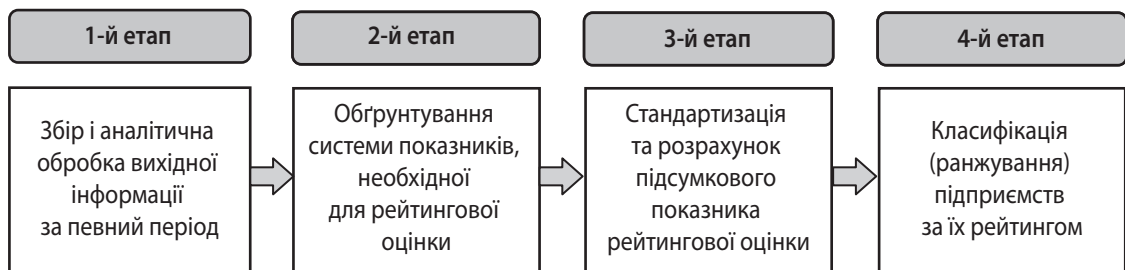 1-й етап
2-й етап
3-й етап
4-й етап
Збір і аналітична
обробка вихідної
інформації
за певний період
Обґрунтування
системи показників,
необхідної
для рейтингової
оцінки
Стандартизація
та розрахунок
підсумкового
показника
рейтингової оцінки
Класифікація
(ранжування)
підприємств
за їх рейтингом